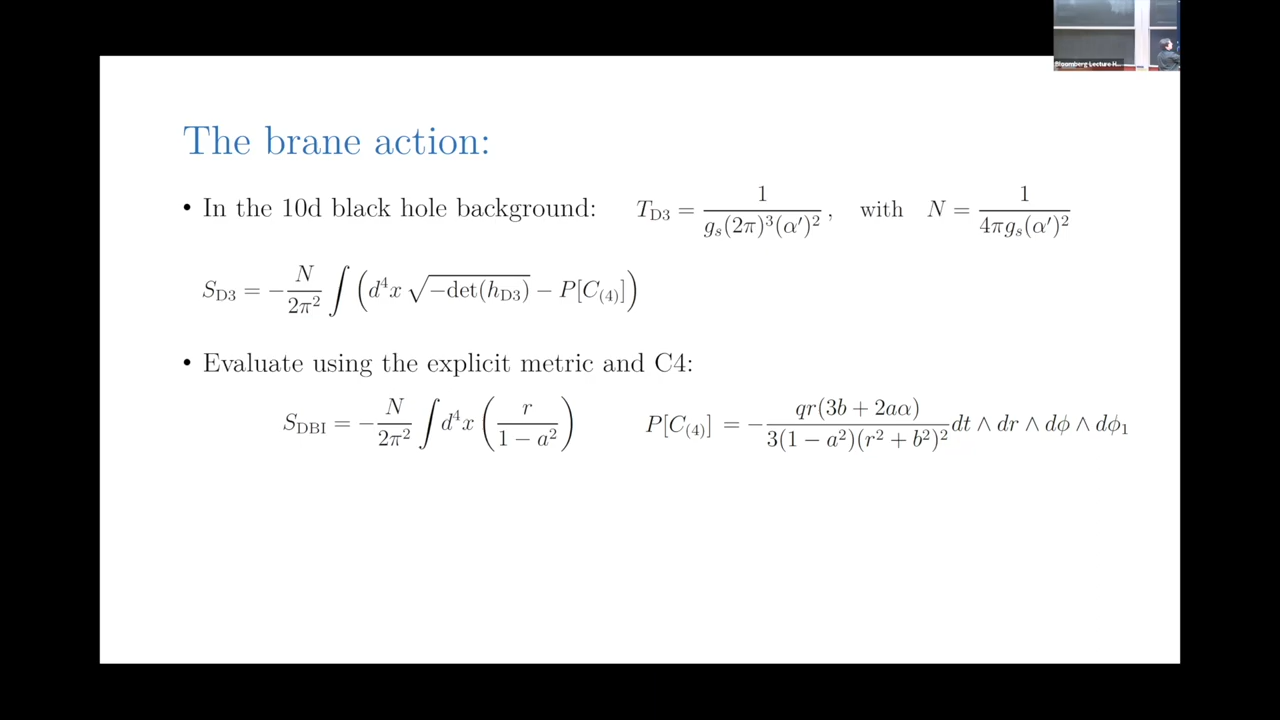 Bloomberg Lecture H...
The brane action:
• In the 10d black hole background: $T_{\mathrm{D3}} = \frac{1}{g_s(2\pi)^3(\alpha')^2}$, with $N = \frac{1}{4\pi g_s(\alpha')^2}$
$S_{\mathrm{D3}} = -\frac{N}{2\pi^2} \int \left( d^4x \sqrt{-\det(h_{\mathrm{D3}})} - P[C_{(4)}] \right)$
• Evaluate using the explicit metric and C4:
$S_{\mathrm{DBI}} = -\frac{N}{2\pi^2} \int d^4x \left( \frac{r}{1-a^2} \right)$ $P[C_{(4)}] = -\frac{qr(3b+2a\alpha)}{3(1-a^2)(r^2+b^2)^2} dt \wedge dr \wedge d\phi \wedge d\phi_1$